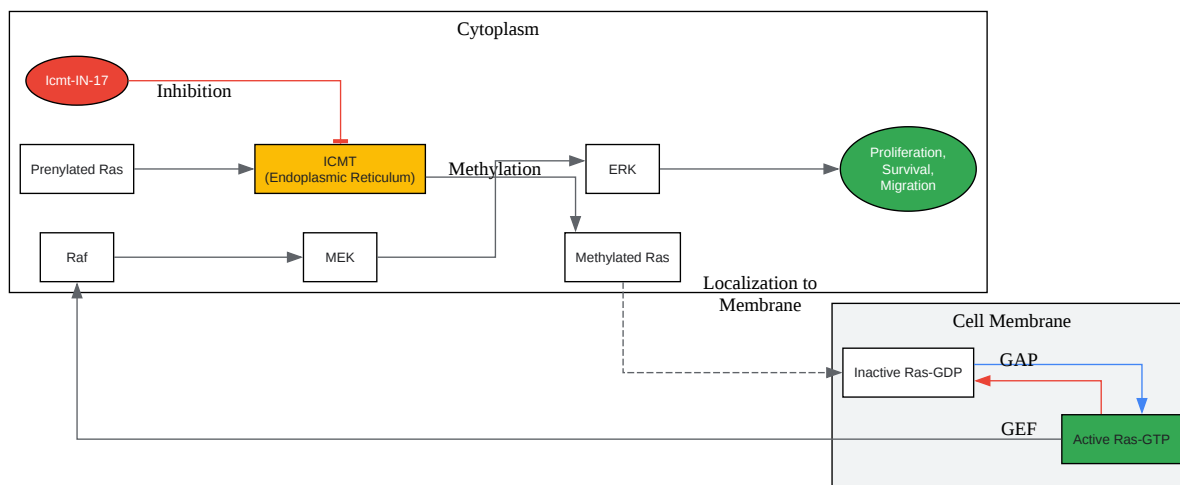 Cytoplasm
Icmt-IN-17
Inhibition
Prenylated Ras
ICMT
(Endoplasmic Reticulum)
Methylation
ERK
Proliferation,
Survival,
Migration
Raf
MEK
Methylated Ras
Localization to
Membrane
Cell Membrane
Inactive Ras-GDP
GAP
GEF
Active Ras-GTP